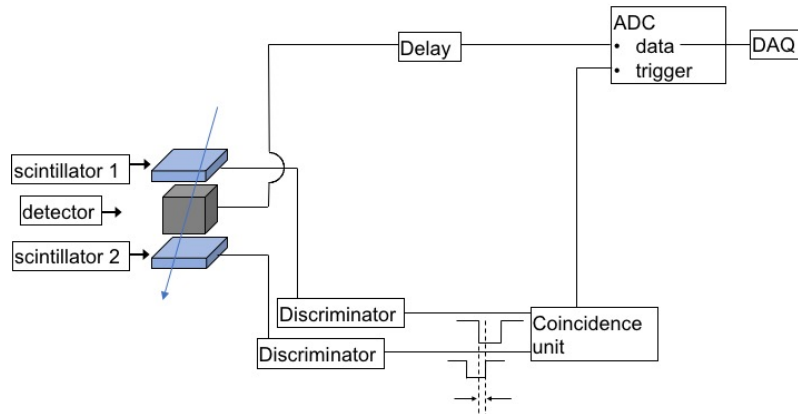 ADC
• data
• trigger
Delay
DAQ
scintillator 1
detector
scintillator 2
Discriminator
Discriminator
Coincidence
unit